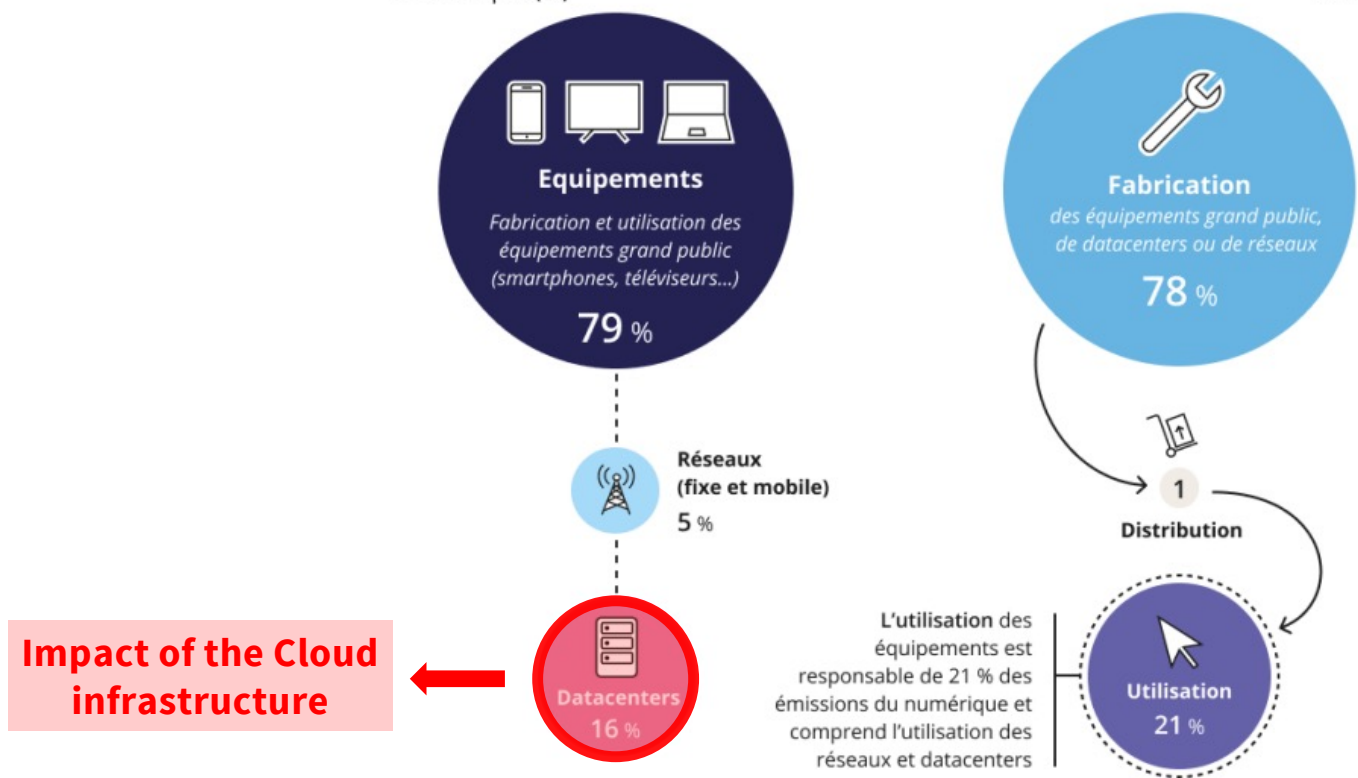 Equipements
Fabrication et utilisation des
équipements grand public
(smartphones, téléviseurs...)
79 %
Réseaux
(fixe et mobile)
5 %
Datacenters
16 %
Impact of the Cloud
infrastructure
Fabrication
des équipements grand public,
de datacenters ou de réseaux
78 %
1
Distribution
L'utilisation des
équipements est
responsable de 21 % des
émissions du numérique et
comprend l'utilisation des
réseaux et datacenters
Utilisation
21 %